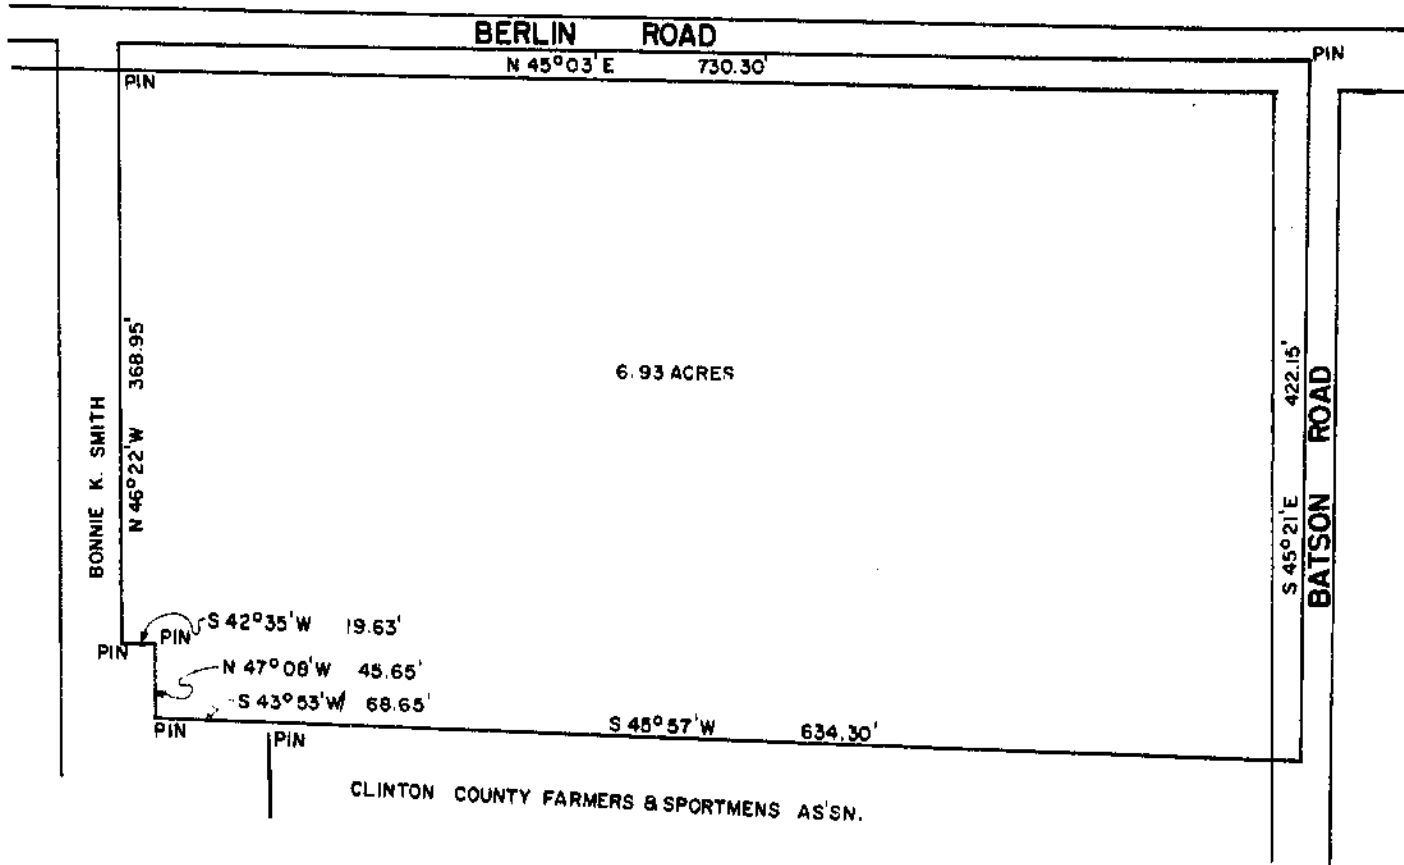 BERLIN ROAD
N 45°03'E 730.30'
PIN
PIN
N 46°22'W 368.95'
BONNIE K. SMITH
6.93 ACRES
422.15'
S 45°21'E
BATSON ROAD
S 42°35'W 19.63'
PIN
PIN
N 47°08'W 45.65'
S 43°53'W 68.65'
PIN
PIN
S 45°57'W 634.30'
CLINTON COUNTY FARMERS & SPORTMENS AS'SN.